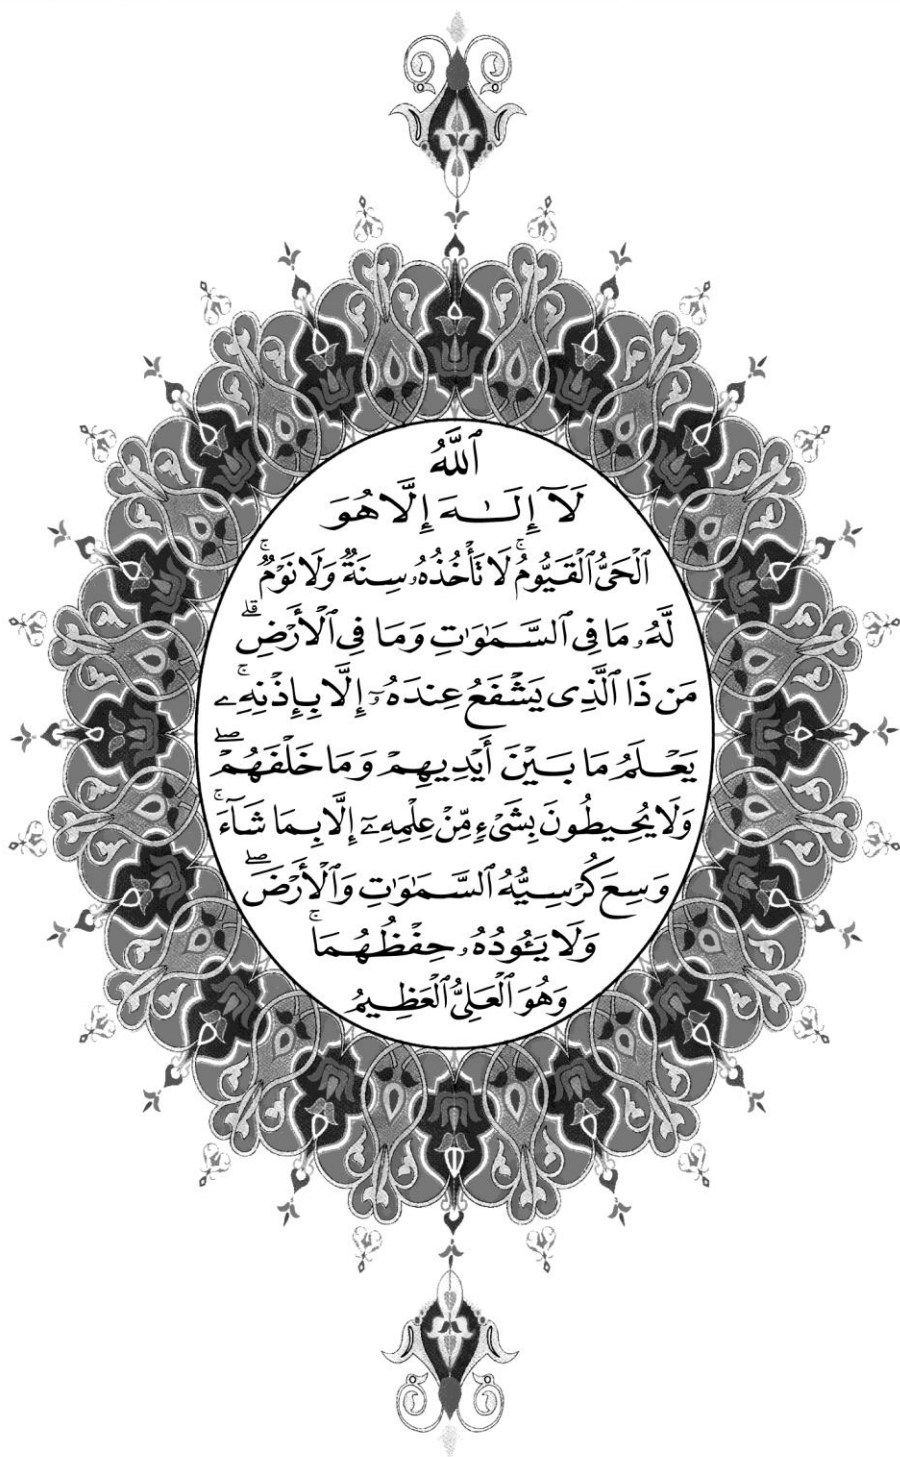 ٱللَّهُ
لَآ إِلَـٰهَ إِلَّا هُوَ
ٱلْحَىُّ ٱلْقَيُّومُ ۚ لَا تَأْخُذُهُۥ سِنَةٌ وَلَا نَوْمٌ ۚ
لَّهُۥ مَا فِى ٱلسَّمَـٰوَٰتِ وَمَا فِى ٱلْأَرْضِ ۗ
مَن ذَا ٱلَّذِى يَشْفَعُ عِندَهُۥٓ إِلَّا بِإِذْنِهِۦ ۚ
يَعْلَمُ مَا بَيْنَ أَيْدِيهِمْ وَمَا خَلْفَهُمْ ۖ
وَلَا يُحِيطُونَ بِشَىْءٍ مِّنْ عِلْمِهِۦٓ إِلَّا بِمَا شَآءَ ۚ
وَسِعَ كُرْسِيُّهُ ٱلسَّمَـٰوَٰتِ وَٱلْأَرْضَ ۖ
وَلَا يَـُٔودُهُۥ حِفْظُهُمَا ۚ
وَهُوَ ٱلْعَلِىُّ ٱلْعَظِيمُ